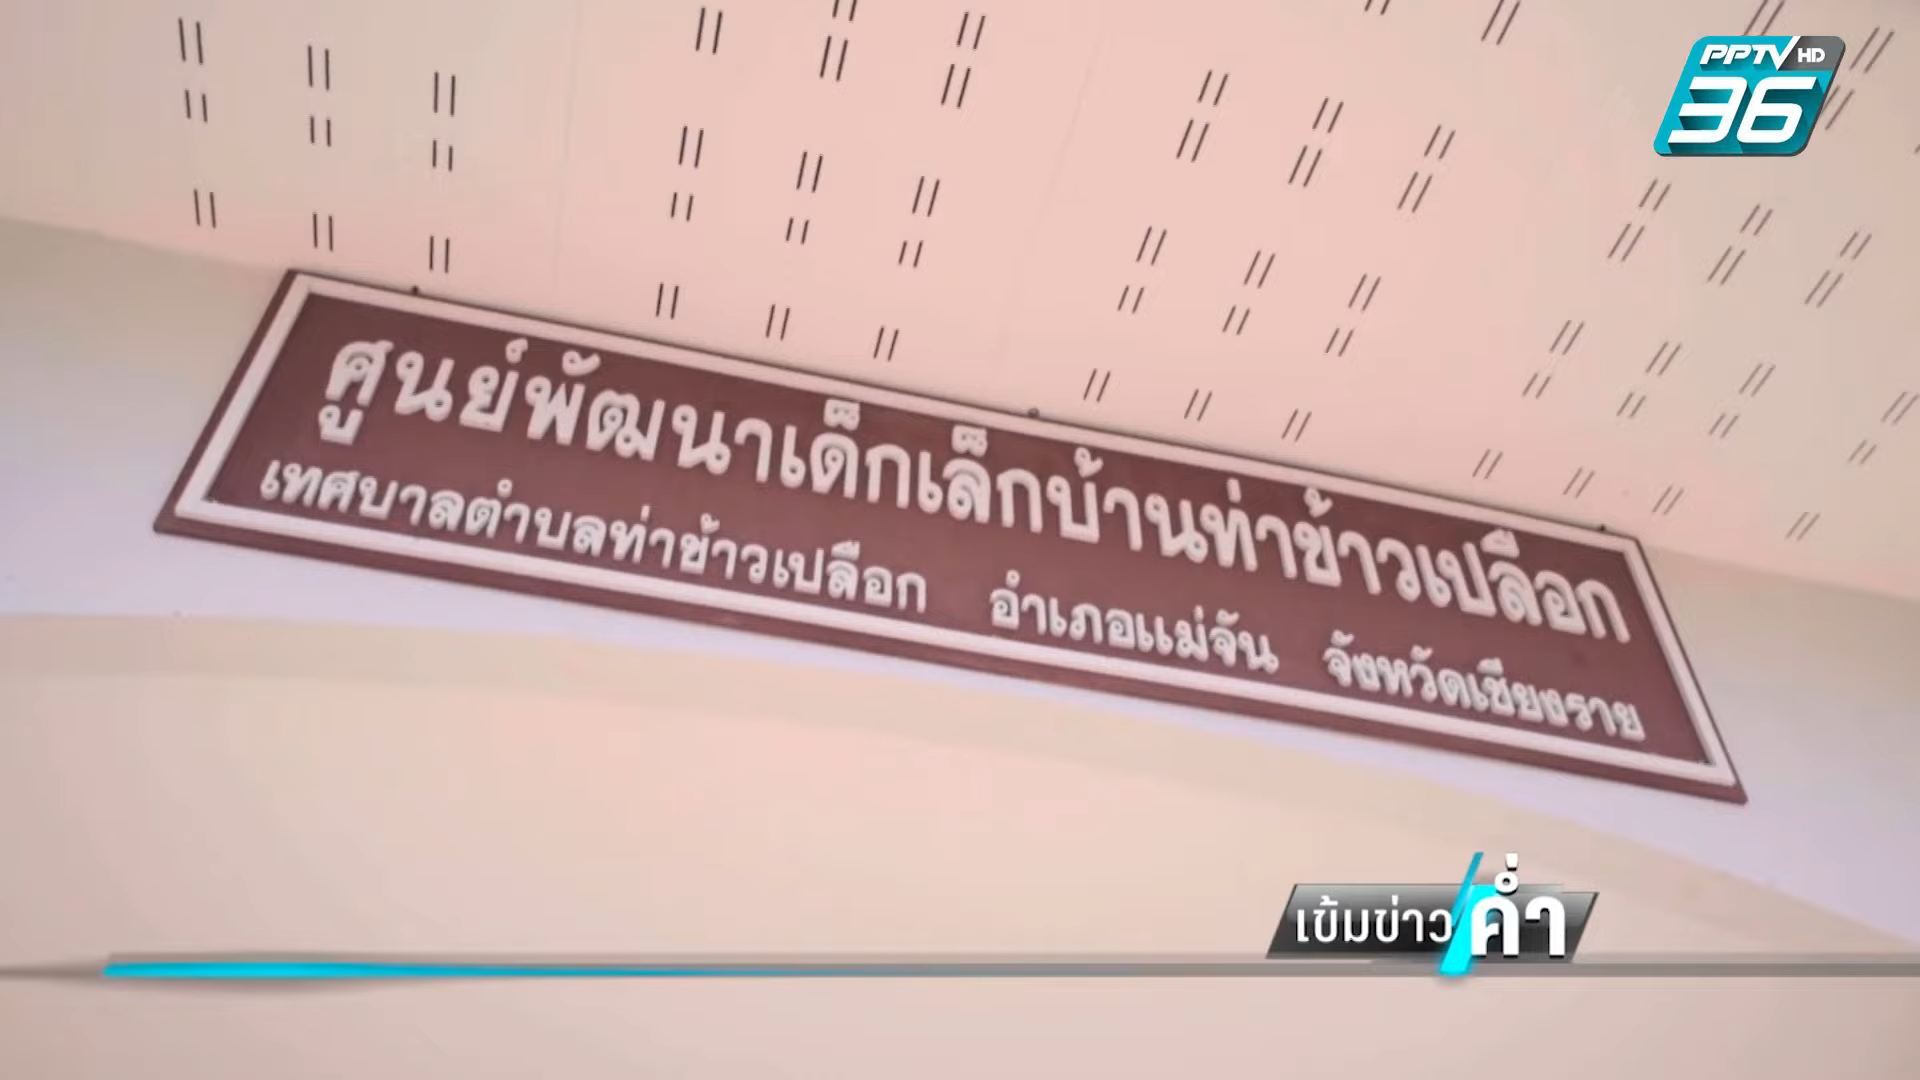 PPTV HD
36
ศูนย์พัฒนาเด็กเล็กบ้านท่าข้าวเปลือก
เทศบาลตำบลท่าข้าวเปลือก อำเภอแม่จัน จังหวัดเชียงราย
เข้มข่าวค่ำ